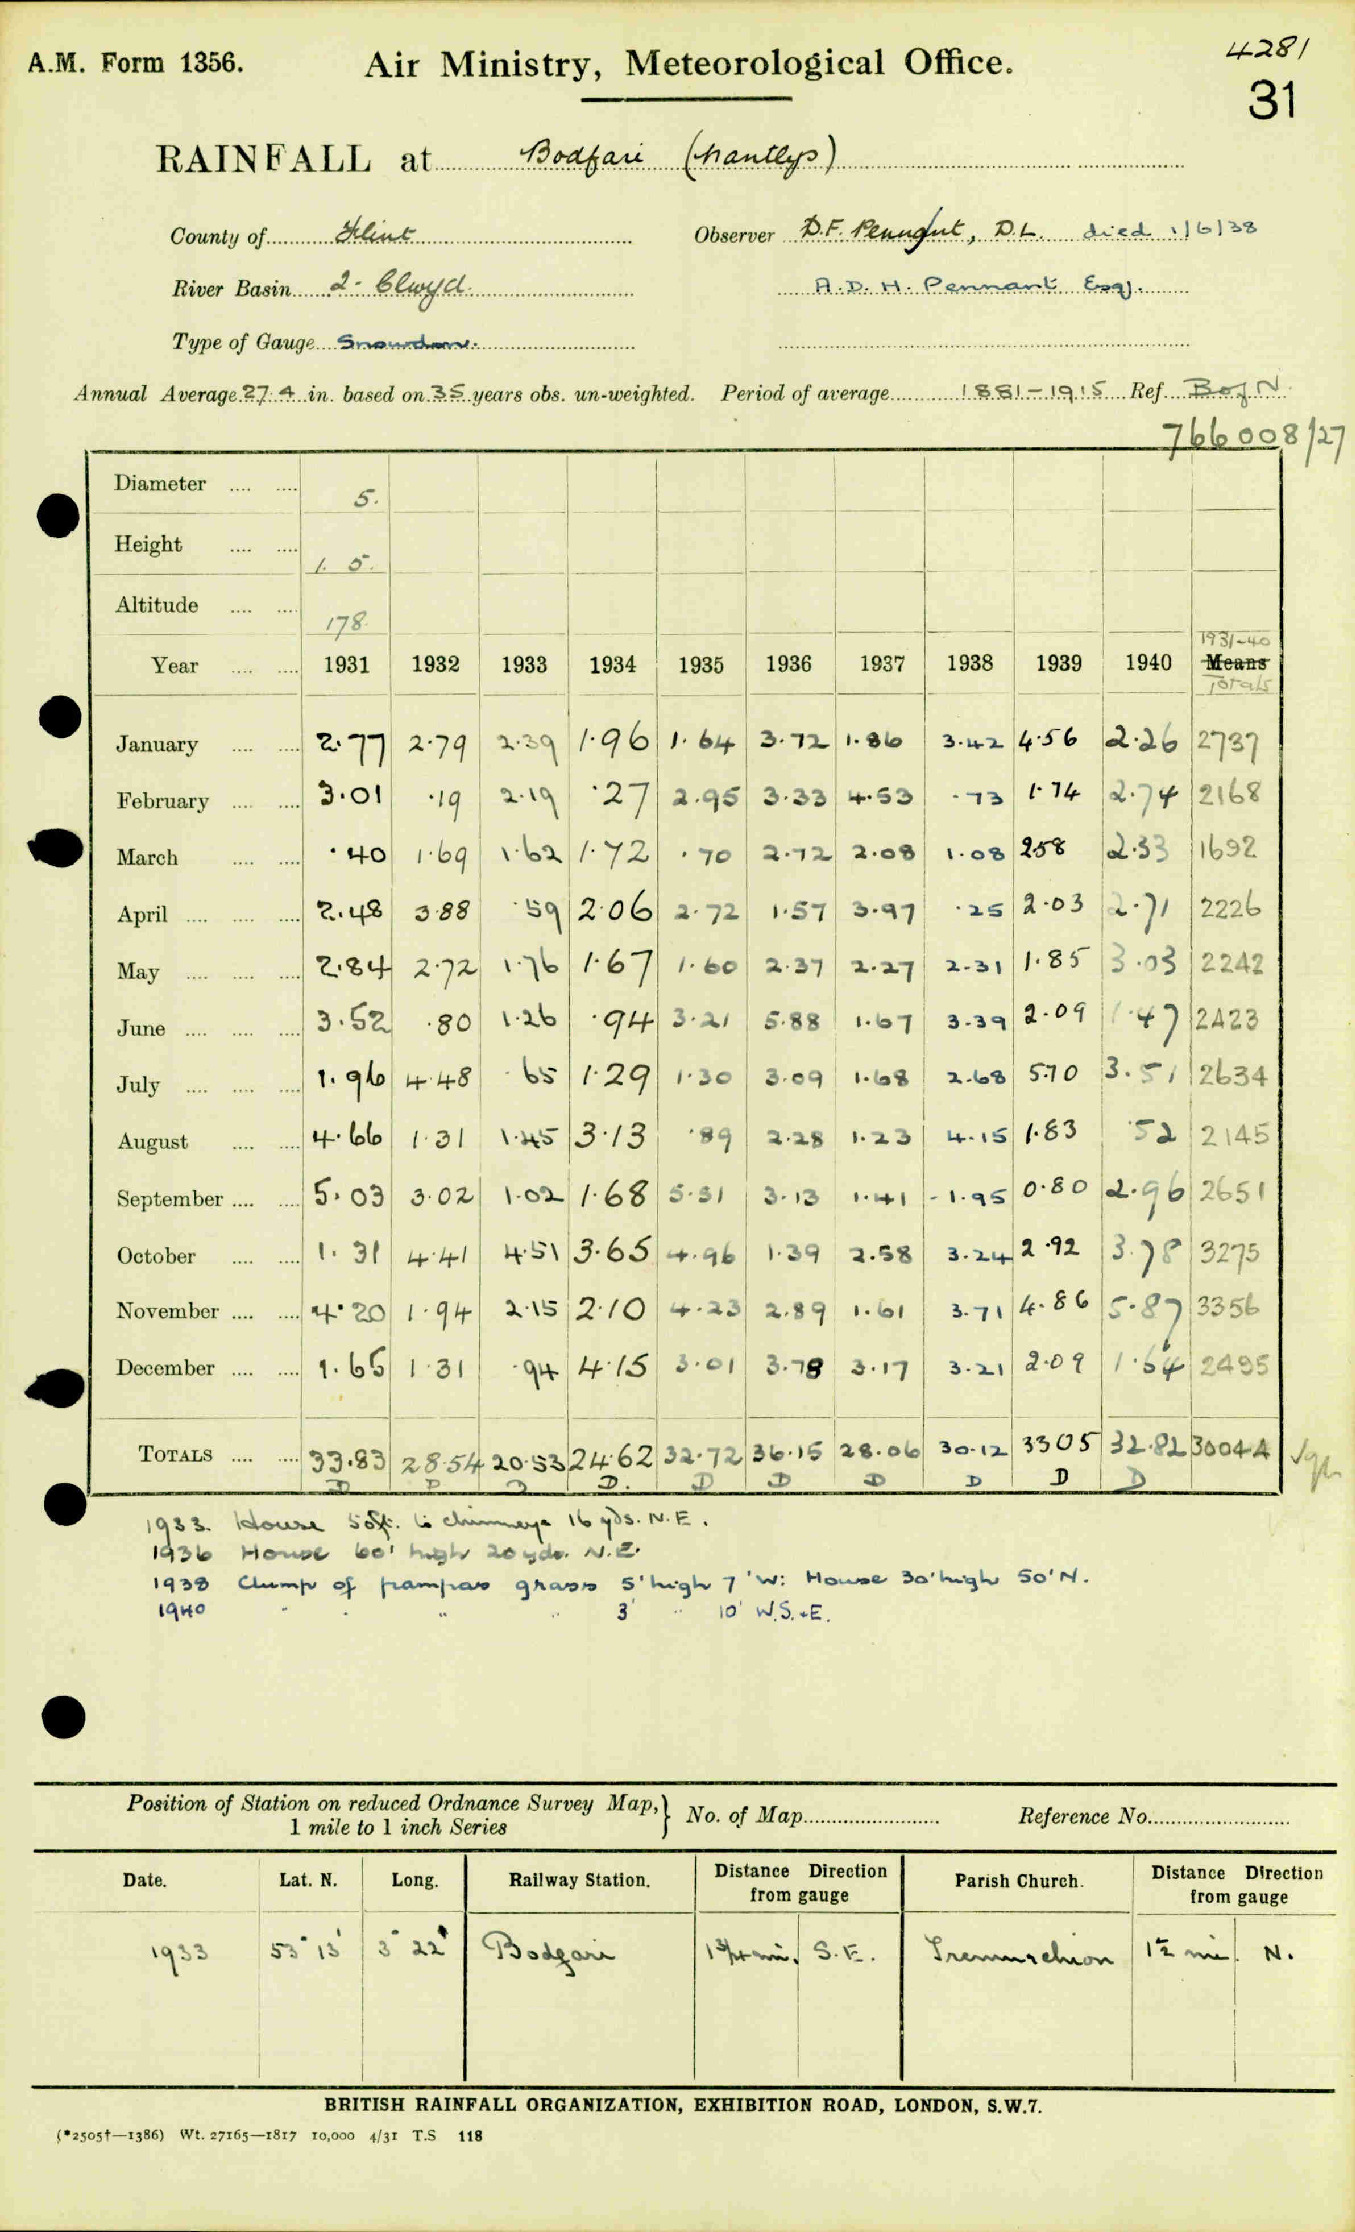 A.M. Form 1356. Air Ministry, Meteorological Office. 4281
31
RAINFALL at Bodfari (Nantlys)
County of Flint Observer D.F. Pennant, D.L. died 1/6/38
River Basin 2. Clwyd. A.D.H. Pennant Esq.
Type of Gauge Snowdon.
Annual Average 27.4 in. based on 35 years obs. un-weighted. Period of average 1881-1915 Ref. B of N.
766008/27
Diameter .... .... 5.
Height .... .... 1. 5.
Altitude .... .... 178.
1931-40
Year .... .... 1931 1932 1933 1934 1935 1936 1937 1938 1939 1940 Means
Totals
January .... .... 2.77 2.79 2.39 1.96 1.64 3.72 1.86 3.42 4.56 2.26 2737
February .... .... 3.01 .19 2.19 .27 2.95 3.33 4.53 .73 1.74 2.74 2168
March .... .... .40 1.69 1.62 1.72 .70 2.72 2.08 1.08 2.58 2.33 1692
April .... .... .... 2.48 3.88 .59 2.06 2.72 1.57 3.97 .25 2.03 2.71 2226
May .... .... .... 2.84 2.72 1.76 1.67 1.60 2.37 2.27 2.31 1.85 3.03 2242
June .... .... .... 3.52 .80 1.26 .94 3.21 5.88 1.67 3.39 2.09 1.47 2423
July .... .... .... 1.96 4.48 .65 1.29 1.30 3.09 1.68 2.68 5.70 3.51 2634
August .... .... 4.66 1.31 1.45 3.13 .89 2.28 1.23 4.15 1.83 .52 2145
September .... .... 5.03 3.02 1.02 1.68 5.51 3.13 1.41 1.95 0.80 2.96 2651
October .... .... 1.31 4.41 4.51 3.65 4.96 1.39 2.58 3.24 2.92 3.78 3275
November .... .... 4.20 1.94 2.15 2.10 4.23 2.89 1.61 3.71 4.86 5.87 3356
December .... .... 1.65 1.31 .94 4.15 3.01 3.78 3.17 3.21 2.09 1.64 2495
TOTALS .... .... 33.83 28.54 20.53 24.62 32.72 36.15 28.06 30.12 33.05 32.82 30044
D D D D. D D D D D D
1933. House 50ft. to chimneys 16 yds. N.E.
1936 House 60' high 20 yds. N.E.
1938 Clump of pampas grass 5' high 7' W: House 30' high 50' N.
1940 " " " 3' " 10' W.S.+E.
Position of Station on reduced Ordnance Survey Map,} No. of Map Reference No.
1 mile to 1 inch Series
Date. Lat. N. Long. Railway Station. Distance Direction from gauge Parish Church. Distance Direction from gauge
1933 53° 13' 3° 22' Bodfari 1 3/4 mi. S.E. Tremeirchion 1½ mi. N.
BRITISH RAINFALL ORGANIZATION, EXHIBITION ROAD, LONDON, S.W.7.
(*2505†—1386) Wt. 27165—1817 10,000 4/31 T.S 118